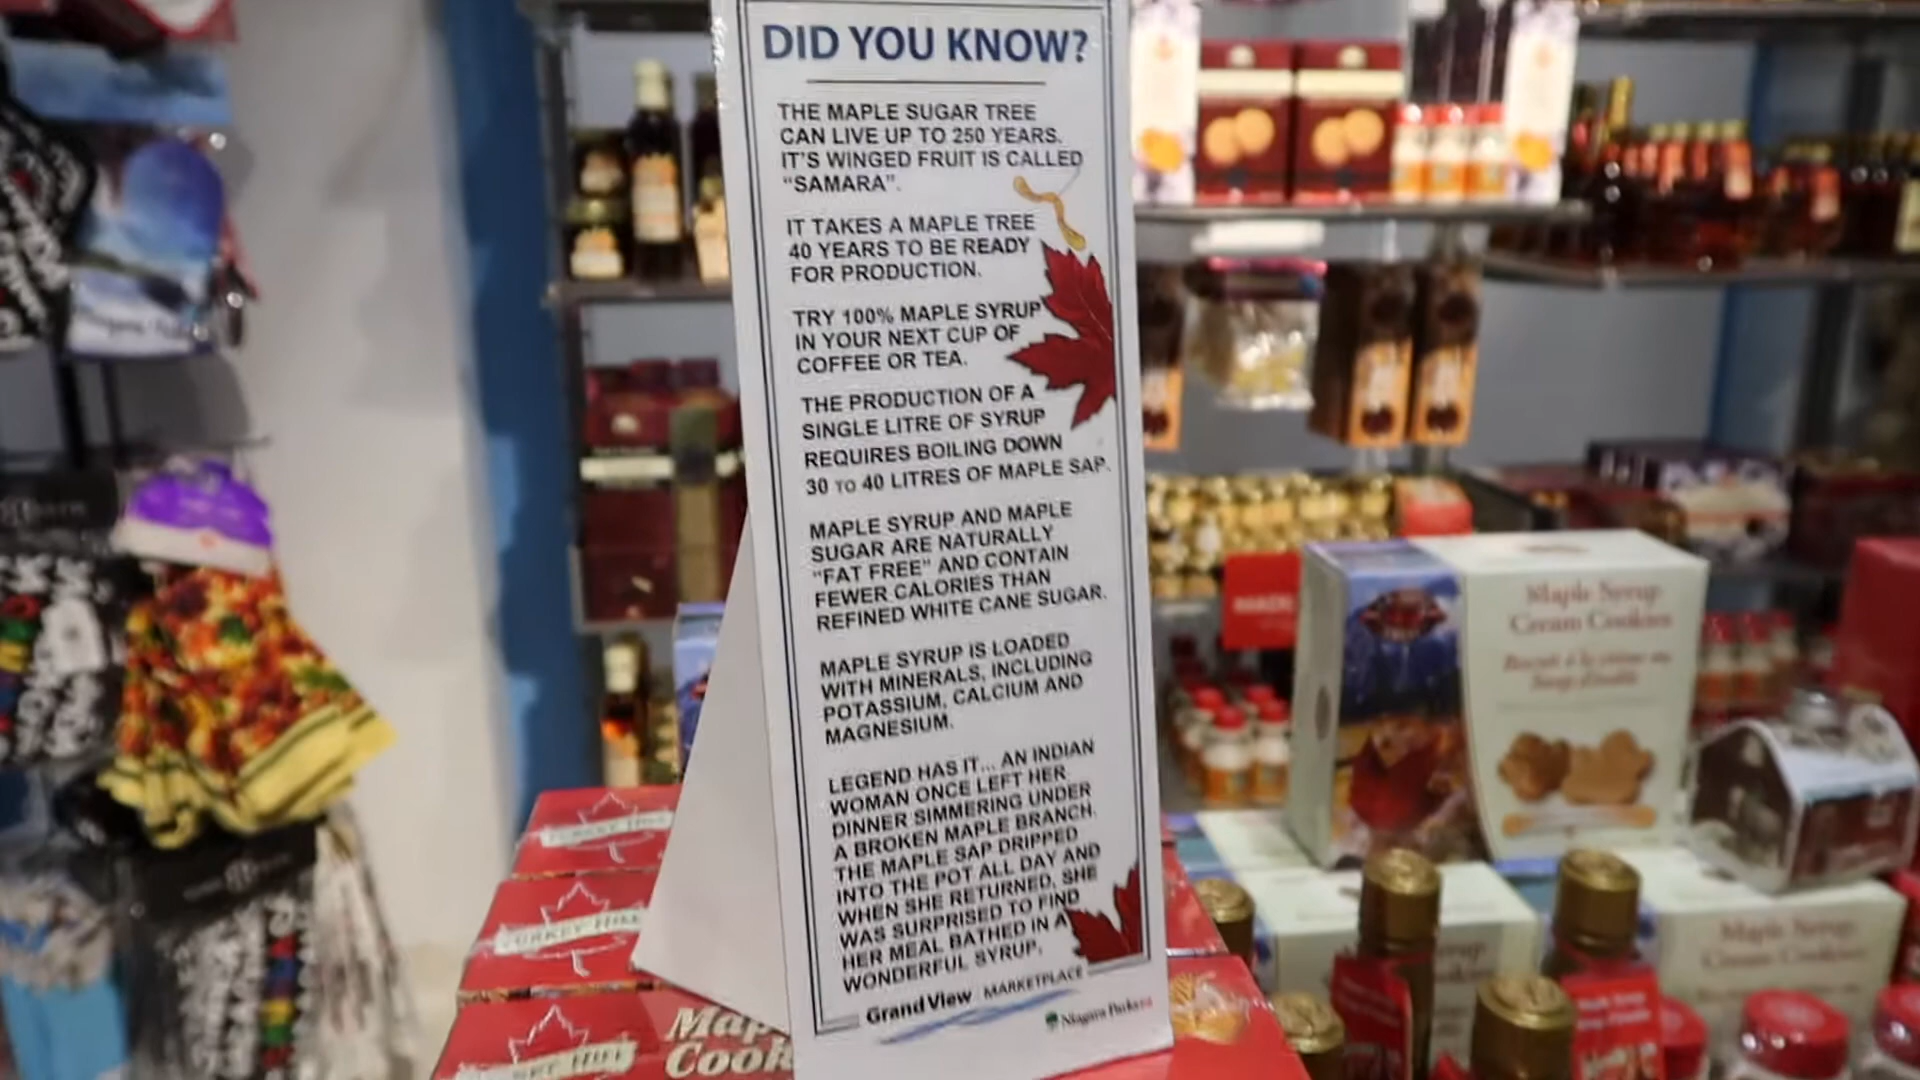 DID YOU KNOW?
THE MAPLE SUGAR TREE
CAN LIVE UP TO 250 YEARS.
IT'S WINGED FRUIT IS CALLED
"SAMARA".
IT TAKES A MAPLE TREE
40 YEARS TO BE READY
FOR PRODUCTION.
TRY 100% MAPLE SYRUP
IN YOUR NEXT CUP OF
COFFEE OR TEA.
THE PRODUCTION OF A
SINGLE LITRE OF SYRUP
REQUIRES BOILING DOWN
30 TO 40 LITRES OF MAPLE SAP.
MAPLE SYRUP AND MAPLE
SUGAR ARE NATURALLY
"FAT FREE" AND CONTAIN
FEWER CALORIES THAN
REFINED WHITE CANE SUGAR.
MAPLE SYRUP IS LOADED
WITH MINERALS, INCLUDING
POTASSIUM, CALCIUM AND
MAGNESIUM.
LEGEND HAS IT... AN INDIAN
WOMAN ONCE LEFT HER
DINNER SIMMERING UNDER
A BROKEN MAPLE BRANCH.
THE MAPLE SAP DRIPPED
INTO THE POT ALL DAY AND
WHEN SHE RETURNED, SHE
WAS SURPRISED TO FIND
HER MEAL BATHED IN A
WONDERFUL SYRUP.
Grand View MARKETPLACE
Niagara Parks
Maple Syrup
Cream Cookies
TURKEY HILL
Maple Syrup
Cream Cookies